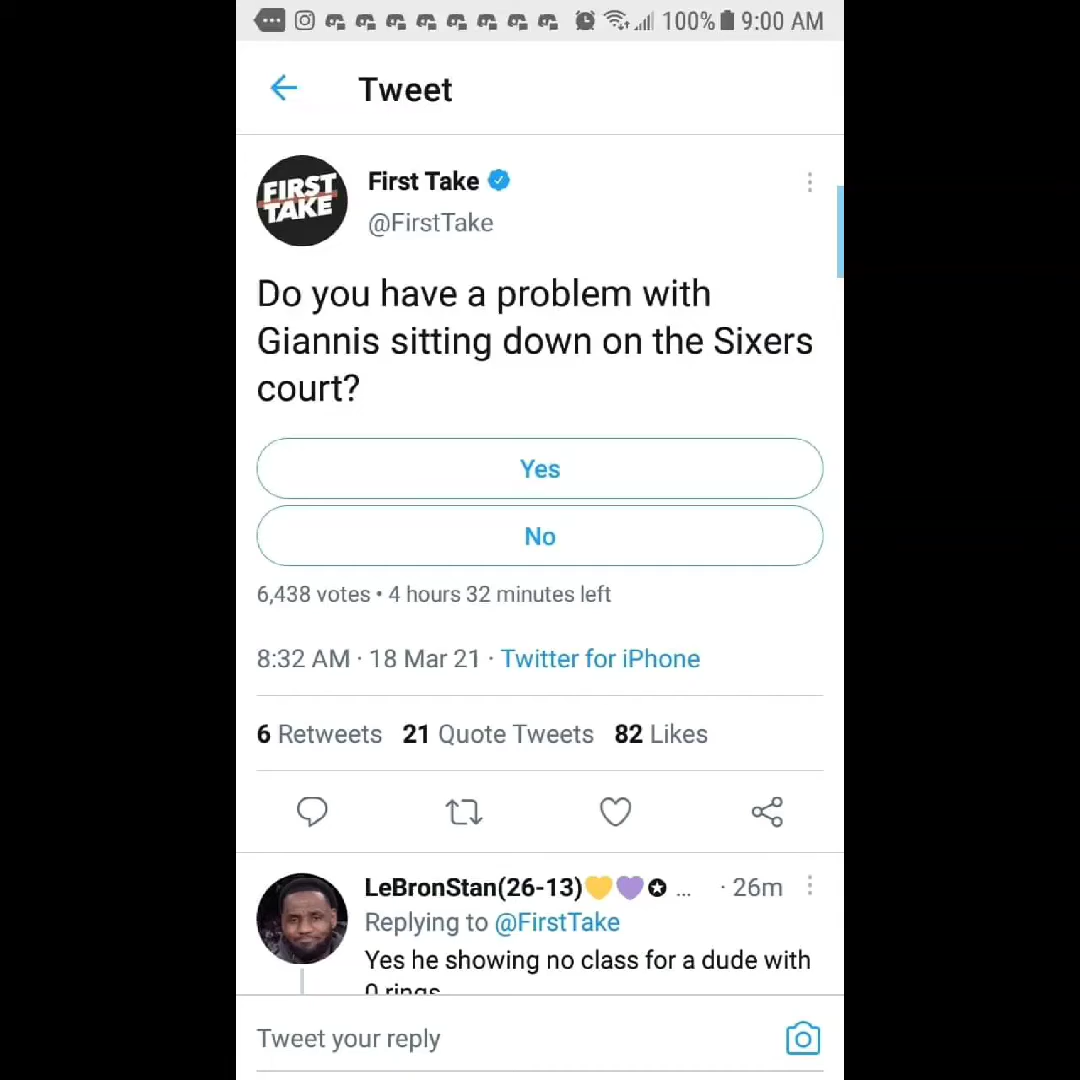 100% 9:00 AM
Tweet
FIRST
TAKE
First Take
@FirstTake
Do you have a problem with
Giannis sitting down on the Sixers
court?
Yes
No
6,438 votes • 4 hours 32 minutes left
8:32 AM · 18 Mar 21 · Twitter for iPhone
6 Retweets 21 Quote Tweets 82 Likes
LeBronStan(26-13)💛💜✪ ... · 26m
Replying to @FirstTake
Yes he showing no class for a dude with
0 rings
Tweet your reply